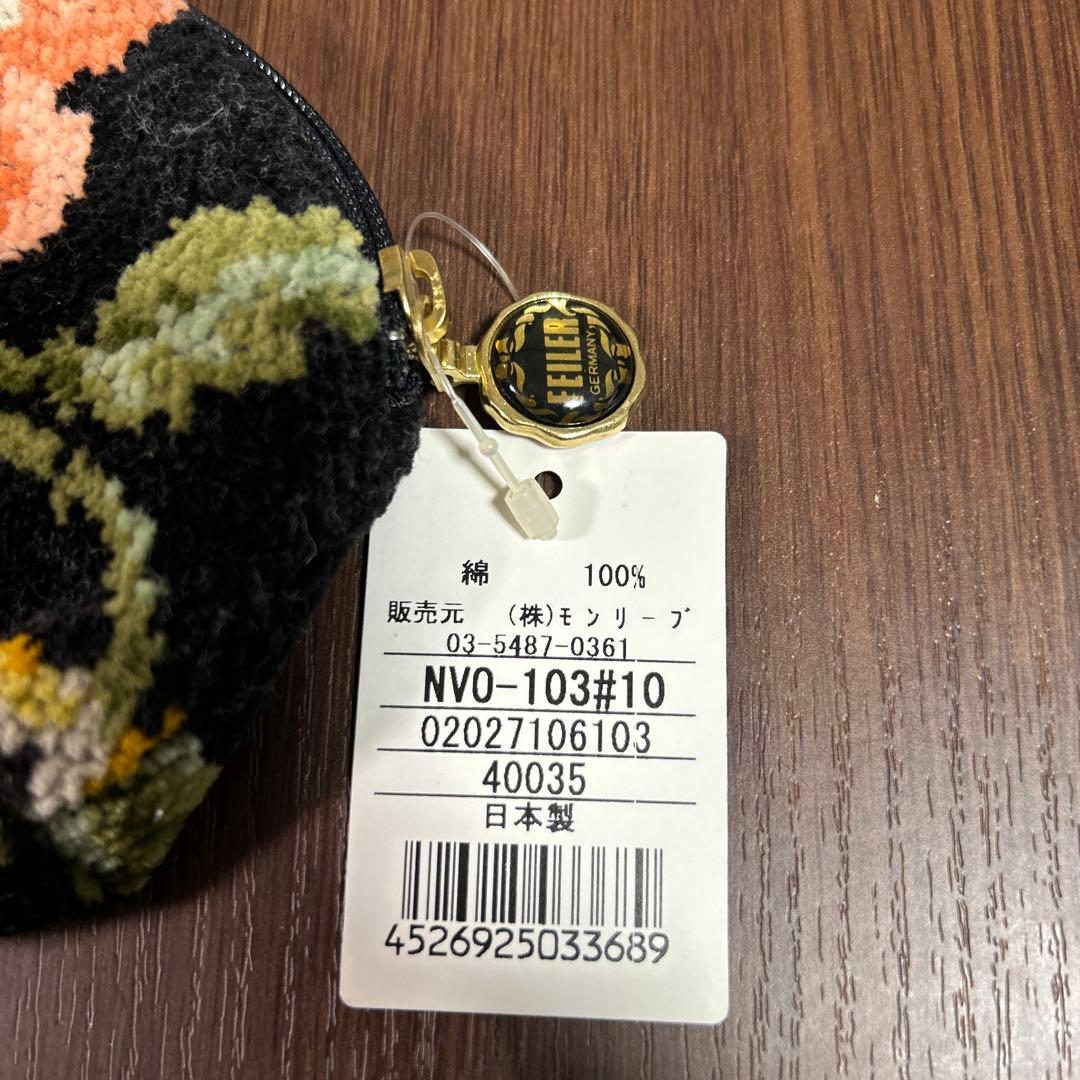 FEILER
GERMANY
綿 100%
販売元 (株)モンリーブ
03-5487-0361
NVO-103#10
02027106103
40035
日本製
4526925033689